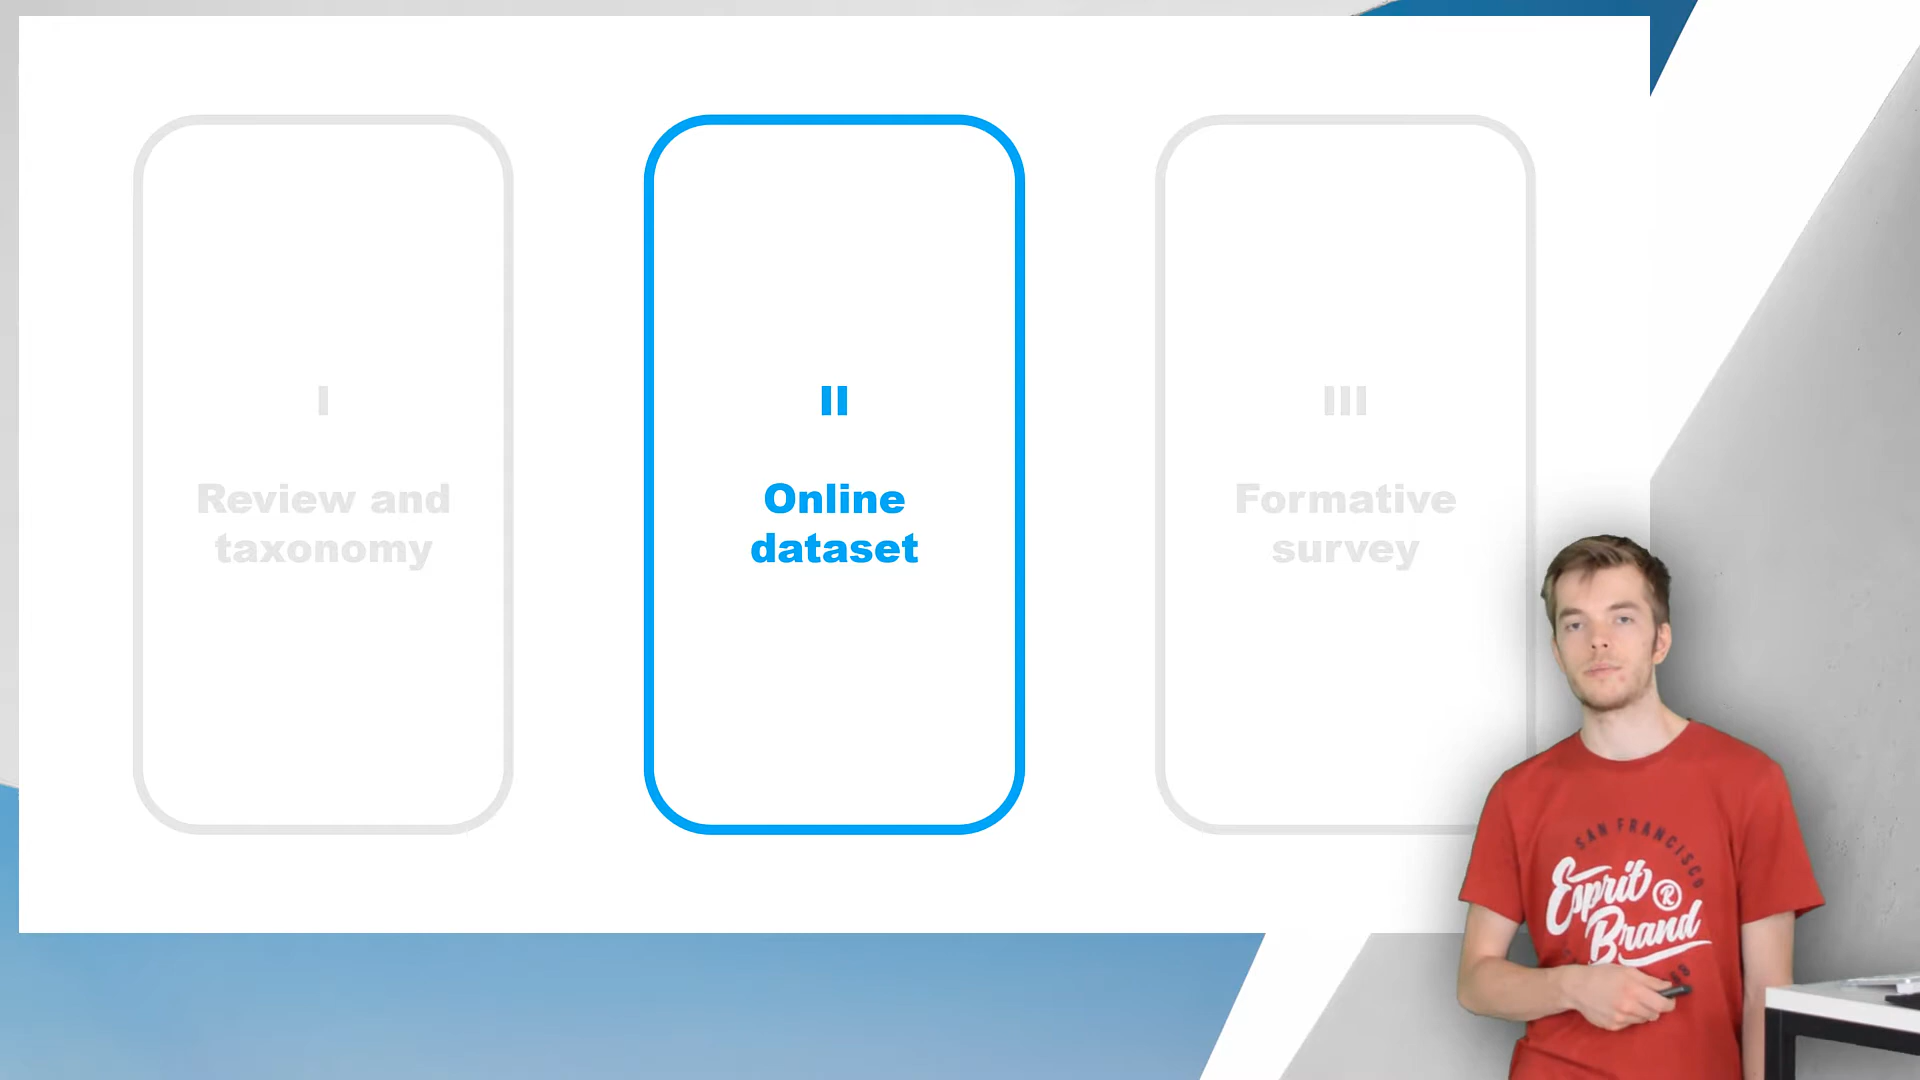 I
Review and
taxonomy
II
Online
dataset
III
Formative
survey
SAN FRANCISCO
Esprit ®
Brand